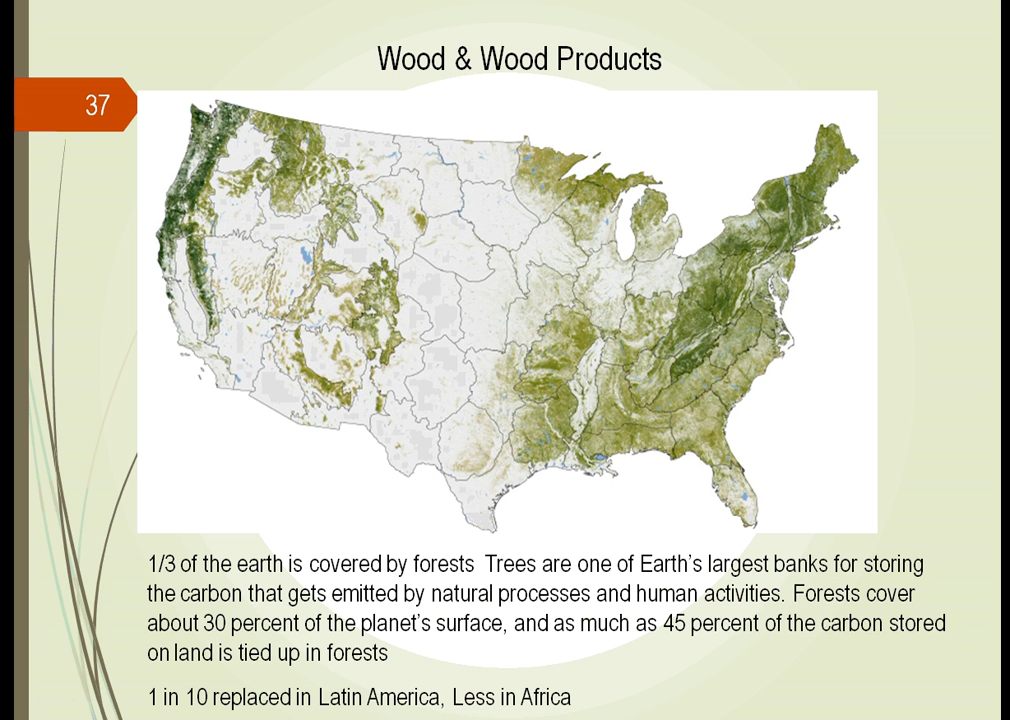 Wood & Wood Products
37
1/3 of the earth is covered by forests Trees are one of Earth's largest banks for storing
the carbon that gets emitted by natural processes and human activities. Forests cover
about 30 percent of the planet's surface, and as much as 45 percent of the carbon stored
on land is tied up in forests
1 in 10 replaced in Latin America, Less in Africa